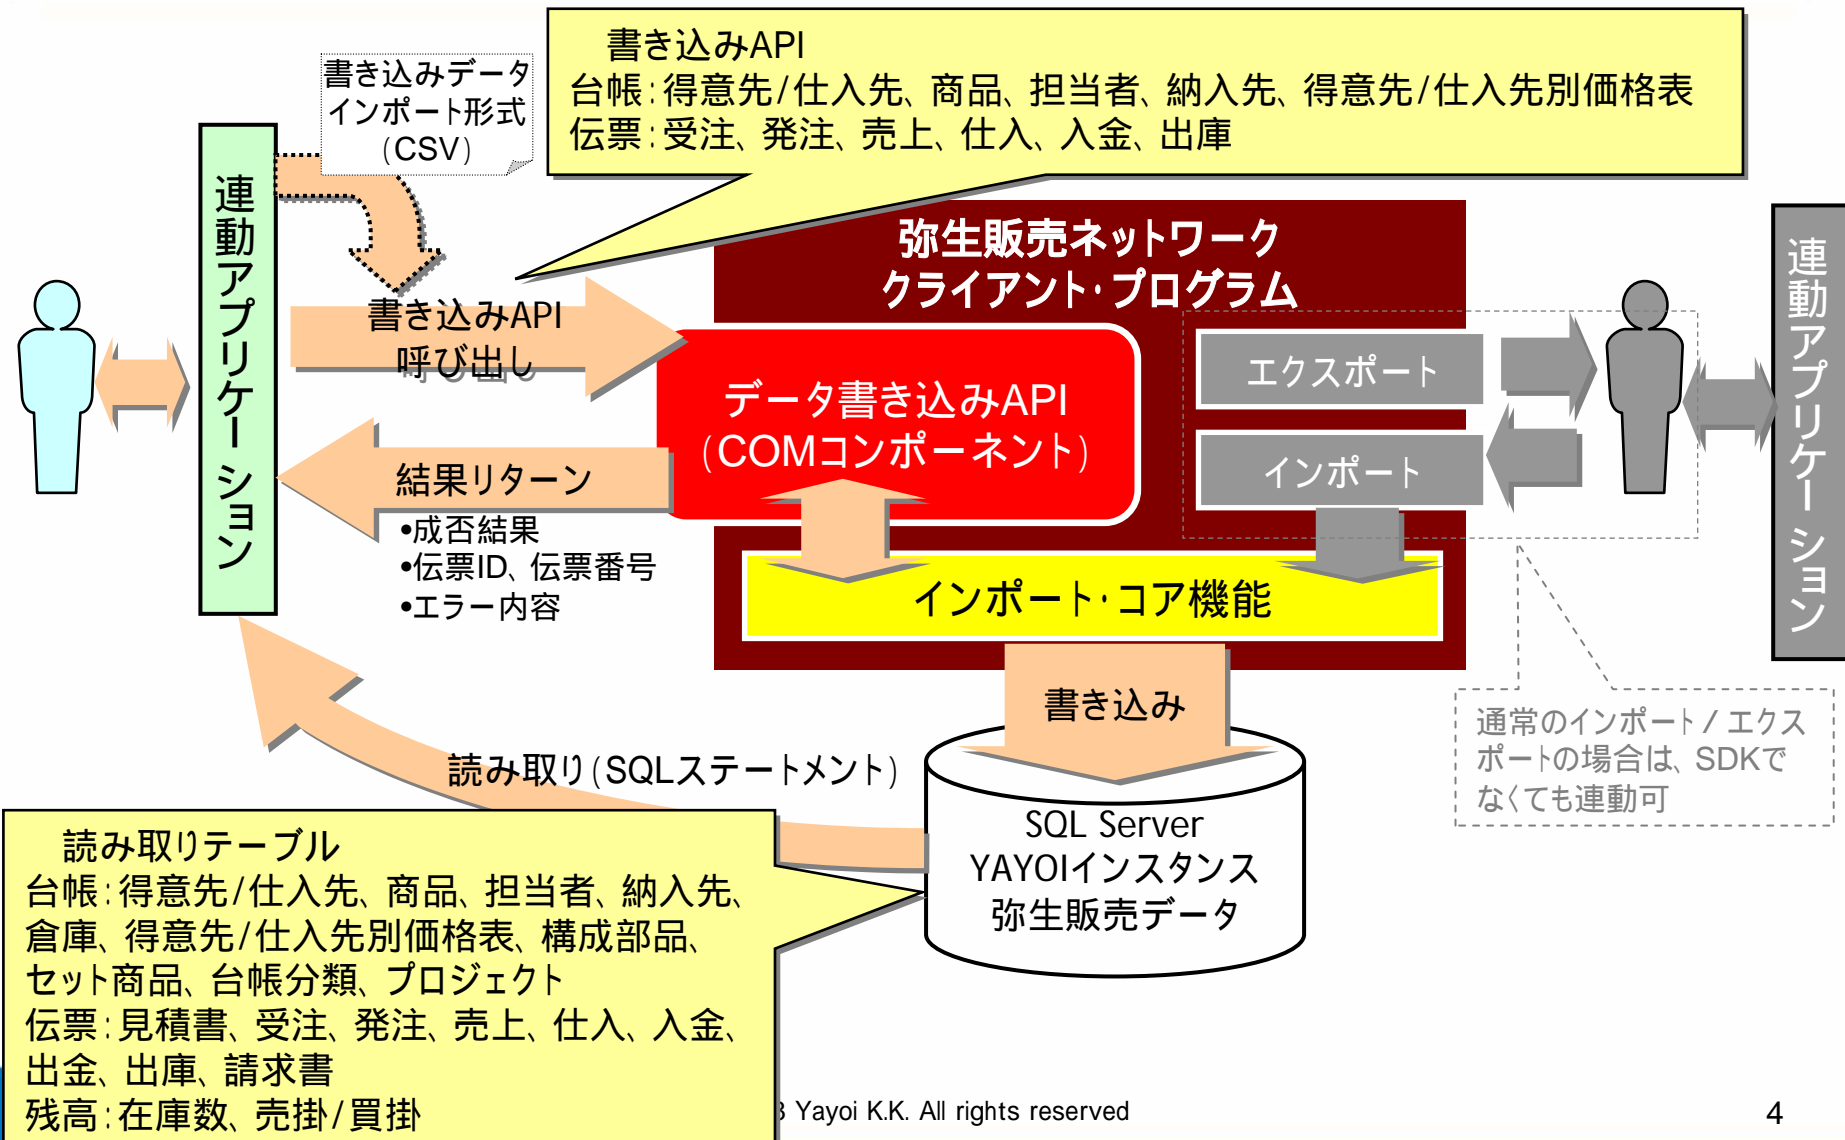 書き込みAPI
台帳:得意先/仕入先、商品、担当者、納入先、得意先/仕入先別価格表
伝票:受注、発注、売上、仕入、入金、出庫
書き込みデータ
インポート形式
(CSV)
連動アプリケーション
弥生販売ネットワーク
クライアント・プログラム
連動アプリケーション
書き込みAPI
呼び出し
データ書き込みAPI
(COMコンポーネント)
エクスポート
インポート
結果リターン
•成否結果
•伝票ID、伝票番号
•エラー内容
インポート・コア機能
書き込み
通常のインポート/エクス
ポートの場合は、SDKで
なくても連動可
読み取り(SQLステートメント)
SQL Server
YAYOIインスタンス
弥生販売データ
読み取りテーブル
台帳:得意先/仕入先、商品、担当者、納入先、
倉庫、得意先/仕入先別価格表、構成部品、
セット商品、台帳分類、プロジェクト
伝票:見積書、受注、発注、売上、仕入、入金、
出金、出庫、請求書
残高:在庫数、売掛/買掛
Yayoi K.K. All rights reserved
4